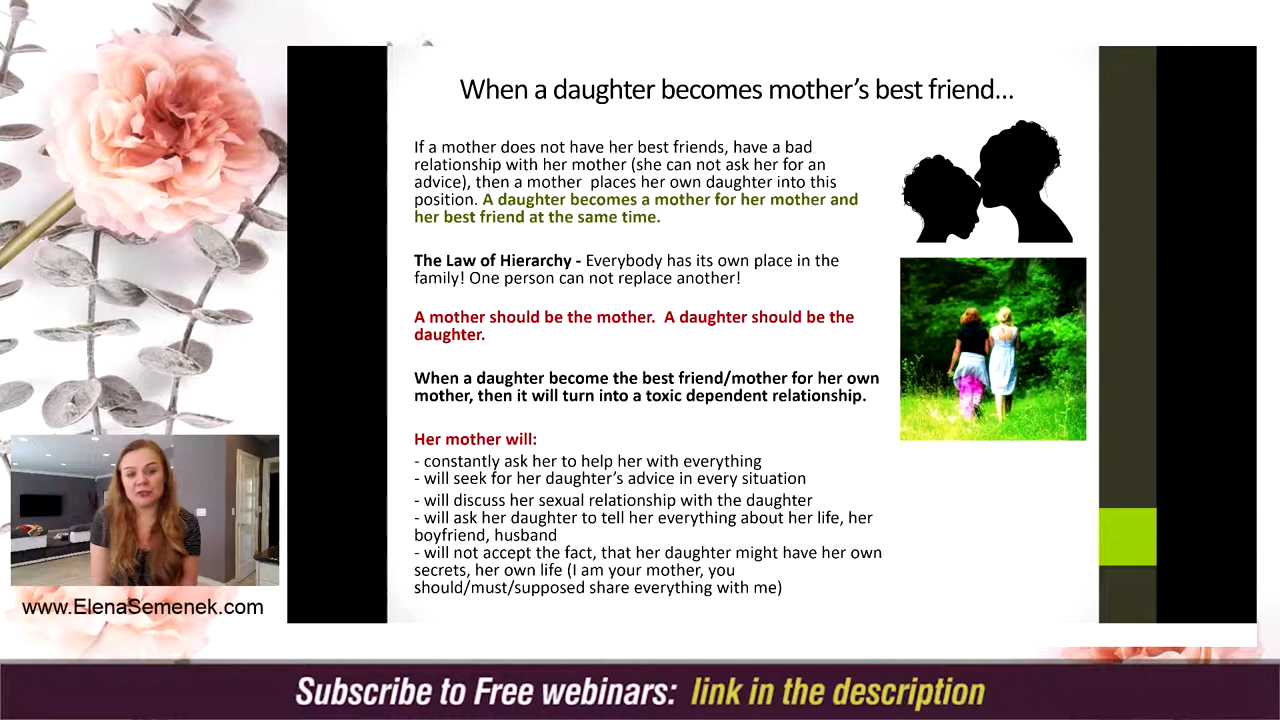 When a daughter becomes mother's best friend...
If a mother does not have her best friends, have a bad
relationship with her mother (she can not ask her for an
advice), then a mother places her own daughter into this
position. A daughter becomes a mother for her mother and
her best friend at the same time.
The Law of Hierarchy - Everybody has its own place in the
family! One person can not replace another!
A mother should be the mother. A daughter should be the
daughter.
When a daughter become the best friend/mother for her own
mother, then it will turn into a toxic dependent relationship.
Her mother will:
- constantly ask her to help her with everything
- will seek for her daughter's advice in every situation
- will discuss her sexual relationship with the daughter
- will ask her daughter to tell her everything about her life, her
boyfriend, husband
- will not accept the fact, that her daughter might have her own
secrets, her own life (I am your mother, you
should/must/supposed share everything with me)
www.ElenaSemenek.com
Subscribe to Free webinars: link in the description